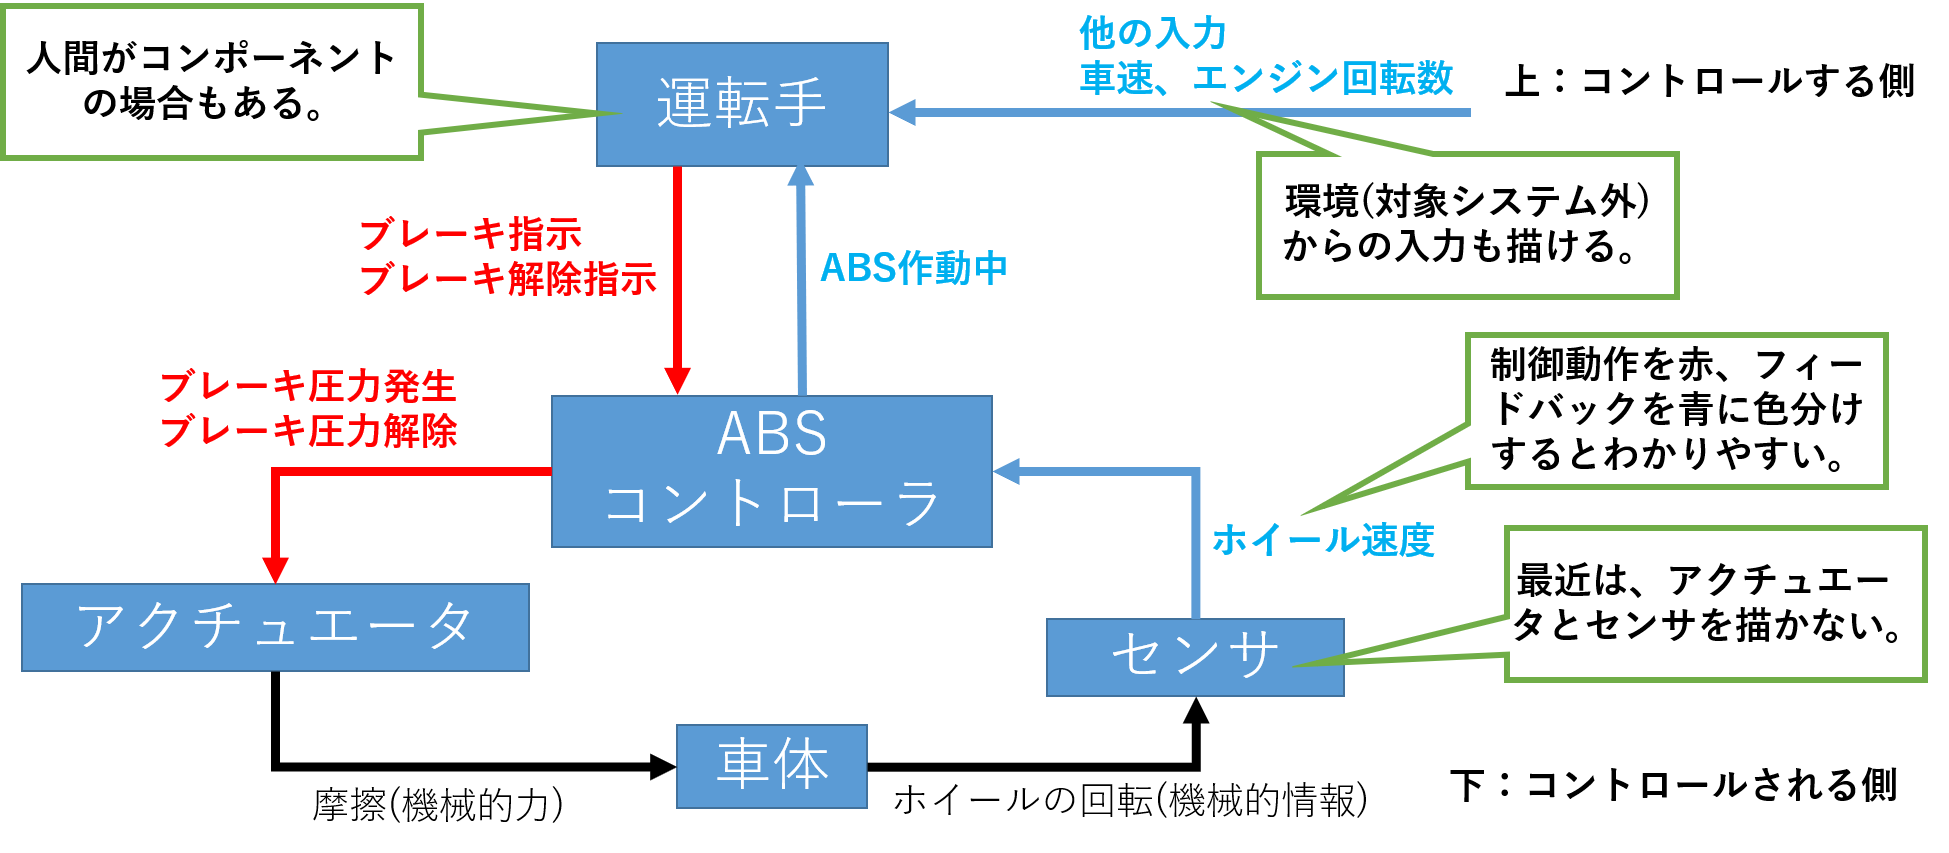 人間がコンポーネント
の場合もある。
運転手
他の入力
車速、エンジン回転数
上：コントロールする側
環境(対象システム外)
からの入力も描ける。
ブレーキ指示
ブレーキ解除指示
ABS作動中
制御動作を赤、フィー
ドバックを青に色分け
するとわかりやすい。
ブレーキ圧力発生
ブレーキ圧力解除
ABS
コントローラ
ホイール速度
最近は、アクチュエー
タとセンサを描かない。
アクチュエータ
センサ
車体
摩擦(機械的力)
ホイールの回転(機械的情報)
下：コントロールされる側